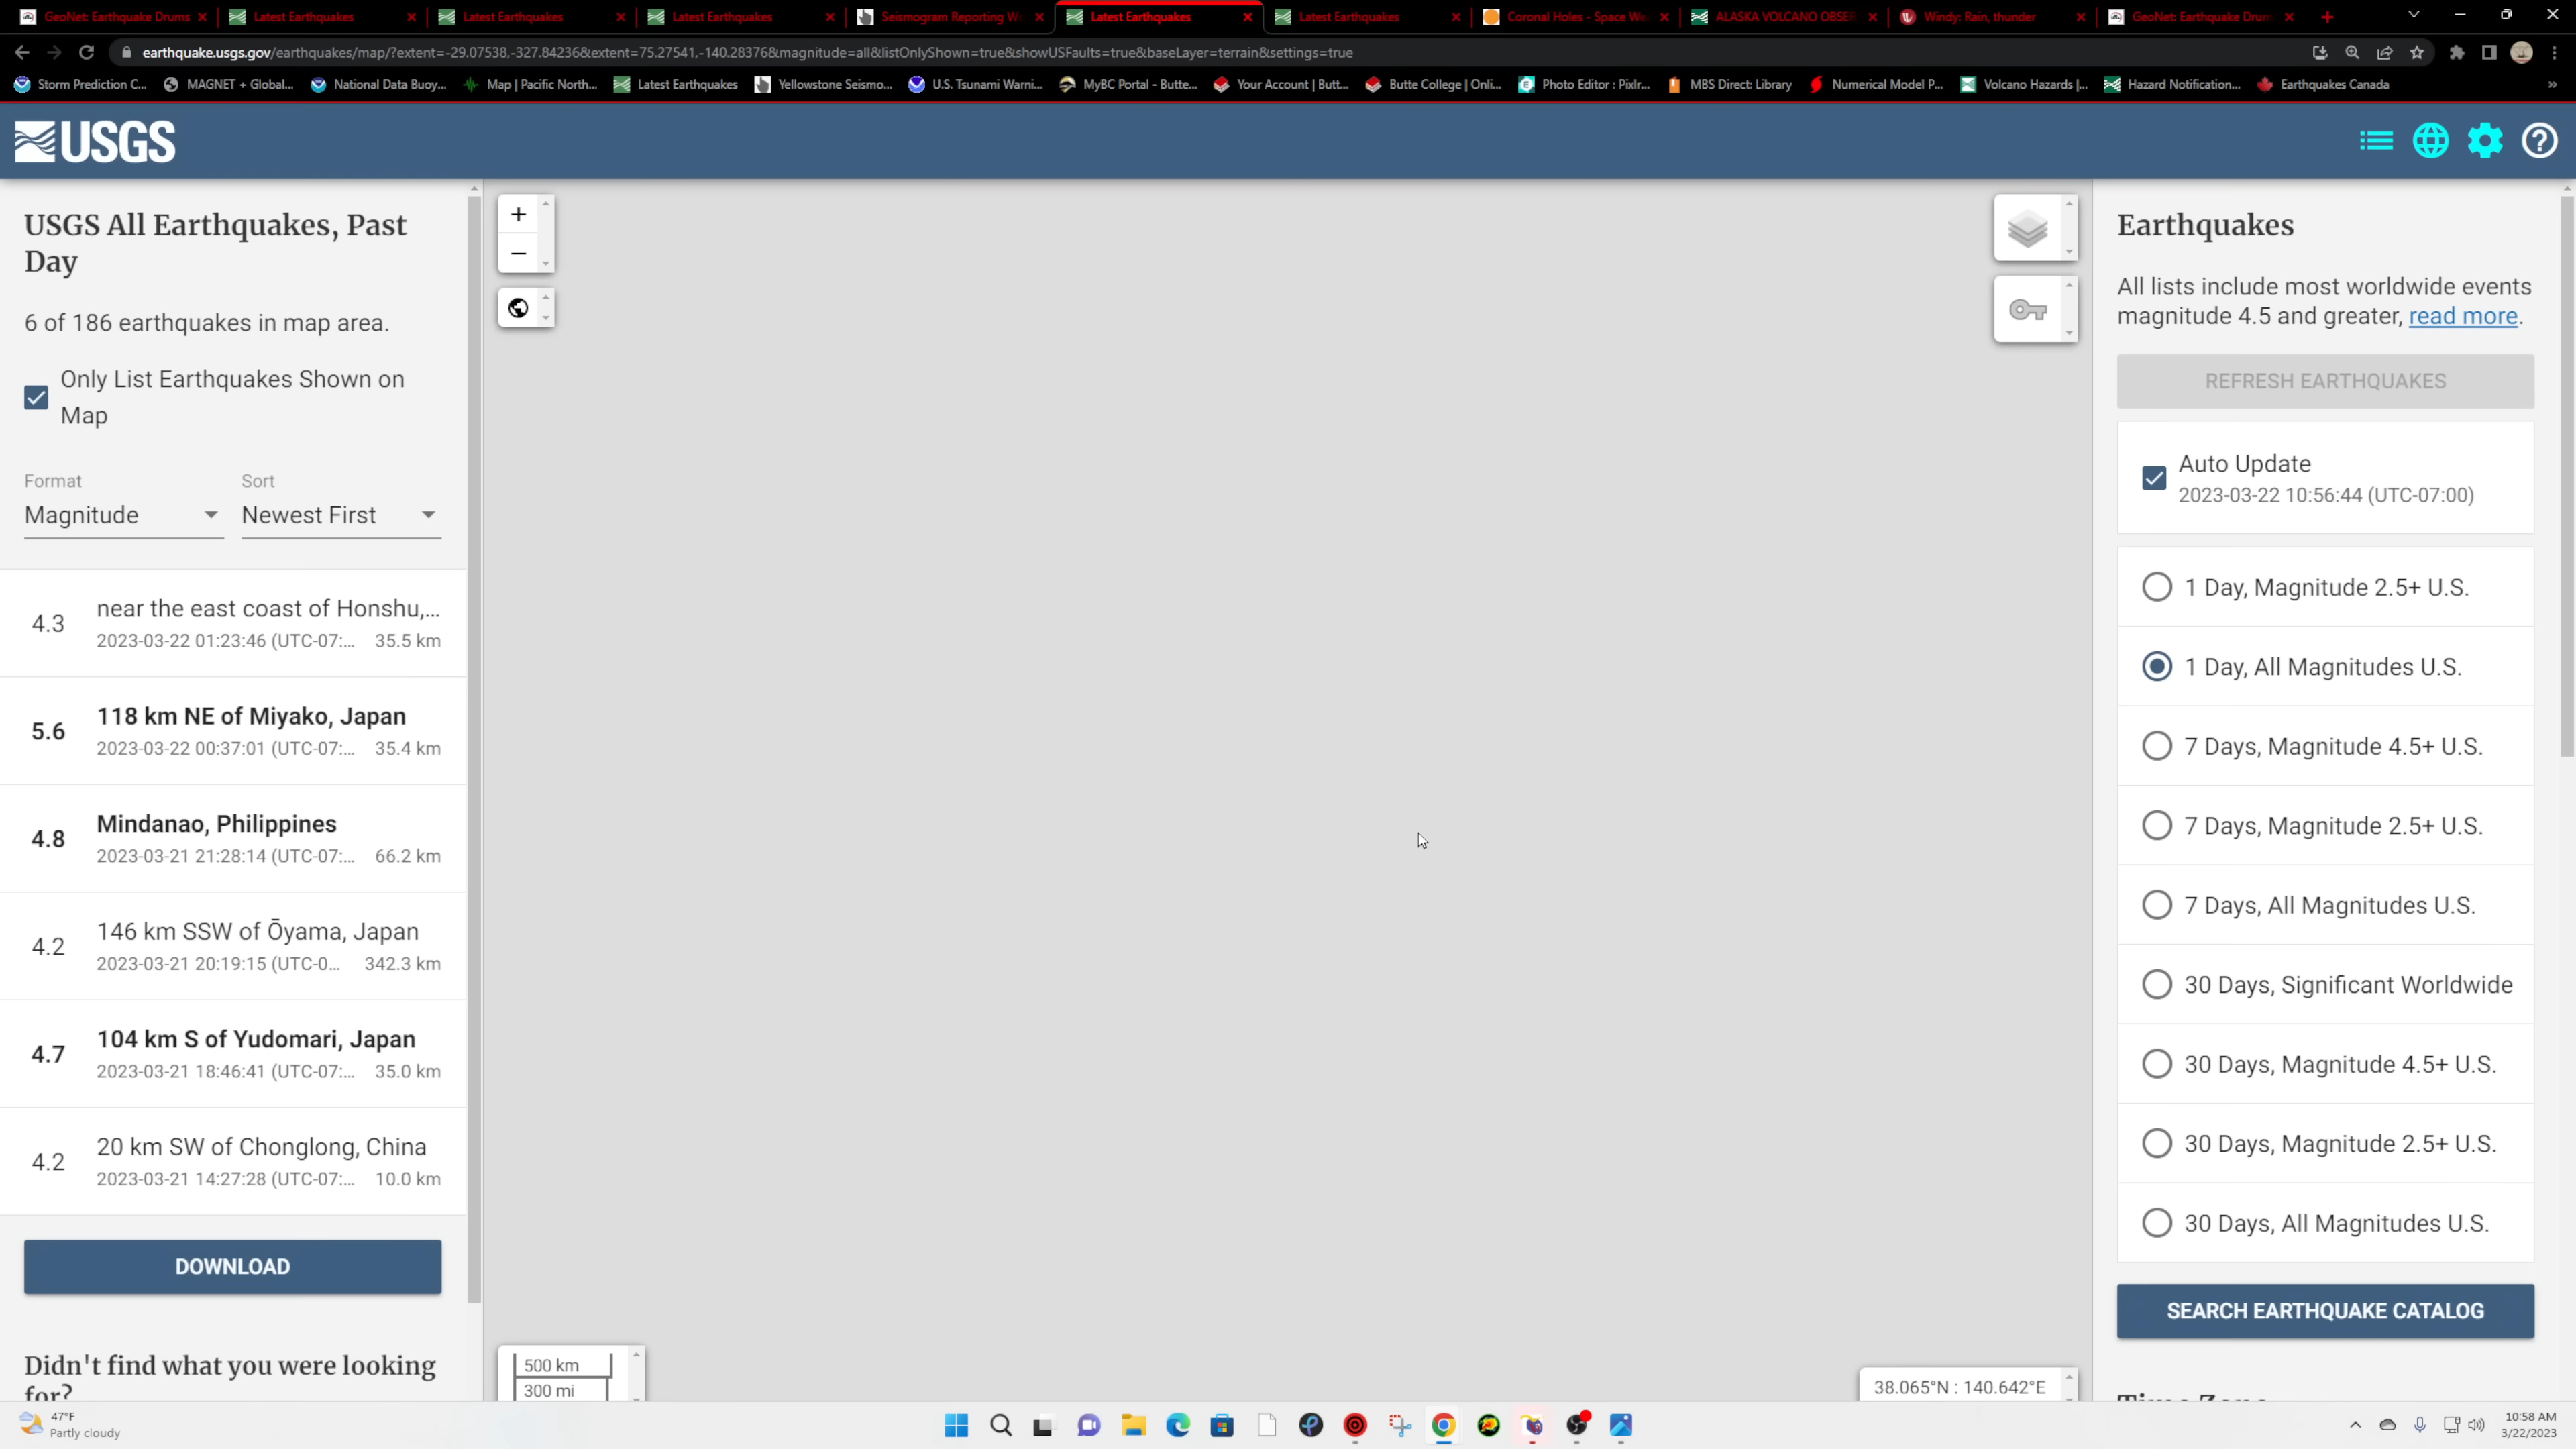 GeoNet: Earthquake Drums
Latest Earthquakes
Latest Earthquakes
Latest Earthquakes
Seismogram Reporting W
Latest Earthquakes
Latest Earthquakes
Coronal Holes - Space We
ALASKA VOLCANO OBSE
Windy: Rain, thunder
GeoNet: Earthquake Drum
earthquake.usgs.gov/earthquakes/map/?extent=-29.07538,-327.84236&extent=75.27541,-140.28376&magnitude=all&listOnlyShown=true&showUSFaults=true&baseLayer=terrain&settings=true
Storm Prediction C...
MAGNET + Global...
National Data Buoy...
Map | Pacific North...
Latest Earthquakes
Yellowstone Seismo...
U.S. Tsunami Warni...
MyBC Portal - Butte...
Your Account | Butt...
Butte College | Onli...
Photo Editor : Pixlr...
MBS Direct: Library
Numerical Model P...
Volcano Hazards |...
Hazard Notification...
Earthquakes Canada
»
USGS
USGS All Earthquakes, Past
Day
6 of 186 earthquakes in map area.
Only List Earthquakes Shown on
Map
Format
Sort
Magnitude
Newest First
4.3
near the east coast of Honshu,...
2023-03-22 01:23:46 (UTC-07:... 35.5 km
5.6
118 km NE of Miyako, Japan
2023-03-22 00:37:01 (UTC-07:... 35.4 km
4.8
Mindanao, Philippines
2023-03-21 21:28:14 (UTC-07:... 66.2 km
4.2
146 km SSW of Ōyama, Japan
2023-03-21 20:19:15 (UTC-0... 342.3 km
4.7
104 km S of Yudomari, Japan
2023-03-21 18:46:41 (UTC-07:... 35.0 km
4.2
20 km SW of Chonglong, China
2023-03-21 14:27:28 (UTC-07:... 10.0 km
DOWNLOAD
Didn't find what you were looking
for?
+
−
500 km
300 mi
38.065°N : 140.642°E
Earthquakes
All lists include most worldwide events
magnitude 4.5 and greater, read more.
REFRESH EARTHQUAKES
Auto Update
2023-03-22 10:56:44 (UTC-07:00)
1 Day, Magnitude 2.5+ U.S.
1 Day, All Magnitudes U.S.
7 Days, Magnitude 4.5+ U.S.
7 Days, Magnitude 2.5+ U.S.
7 Days, All Magnitudes U.S.
30 Days, Significant Worldwide
30 Days, Magnitude 4.5+ U.S.
30 Days, Magnitude 2.5+ U.S.
30 Days, All Magnitudes U.S.
SEARCH EARTHQUAKE CATALOG
Time Zone
47°F
Partly cloudy
10:58 AM
3/22/2023